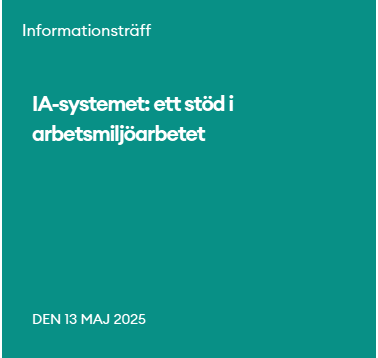 Informationsträff
IA-systemet: ett stöd i
arbetsmiljöarbetet
DEN 13 MAJ 2025